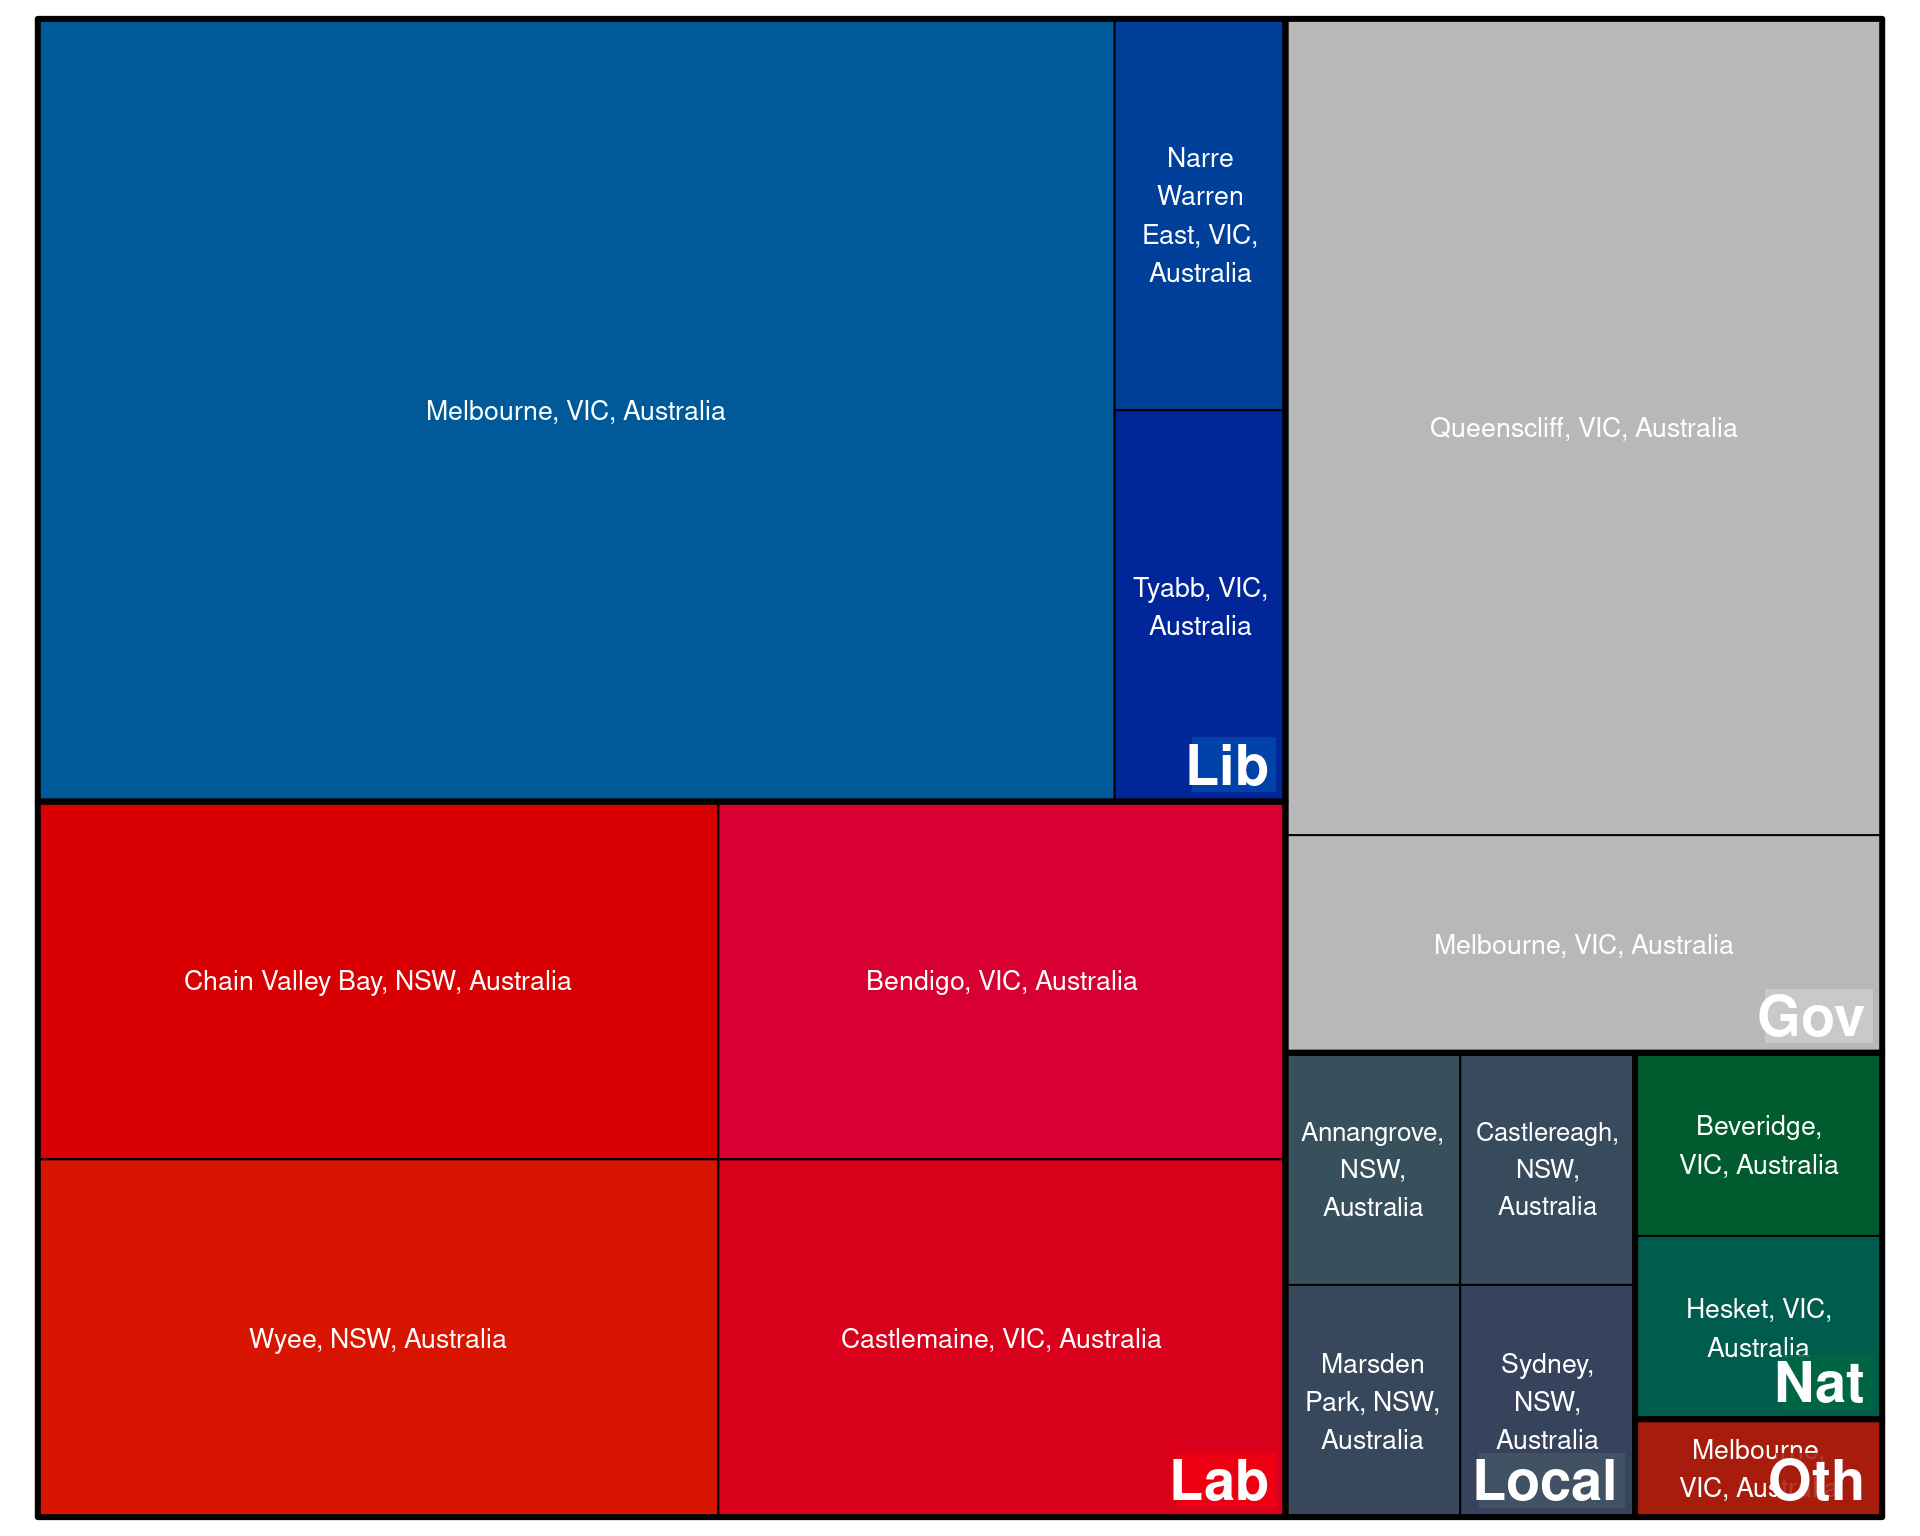 Melbourne, VIC, Australia
Narre
Warren
East, VIC,
Australia
Tyabb, VIC,
Australia
Lib
Queenscliff, VIC, Australia
Melbourne, VIC, Australia
Gov
Chain Valley Bay, NSW, Australia
Bendigo, VIC, Australia
Wyee, NSW, Australia
Castlemaine, VIC, Australia
Lab
Annangrove,
NSW,
Australia
Castlereagh,
NSW,
Australia
Marsden
Park, NSW,
Australia
Sydney,
NSW,
Australia
Local
Beveridge,
VIC, Australia
Hesket, VIC,
Australia
Nat
Melbourne,
VIC, Australia
Oth